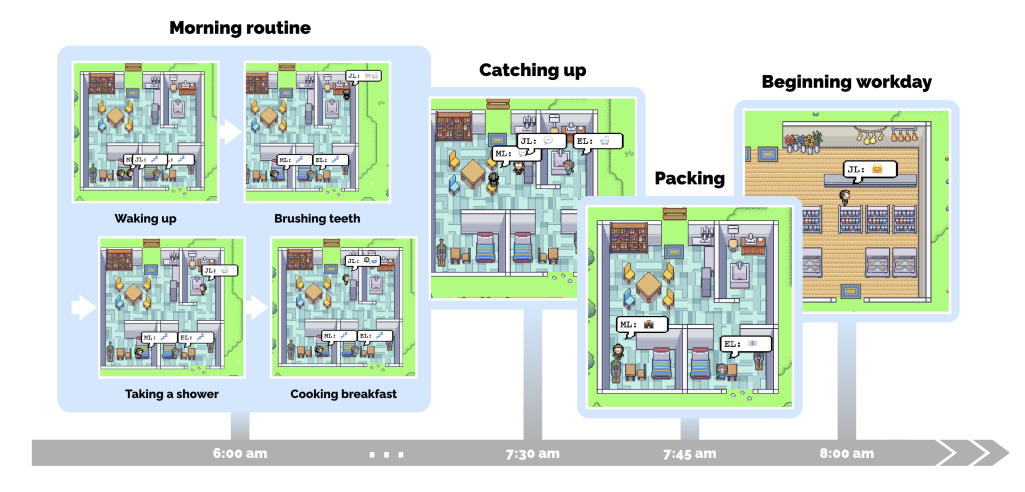 Morning routine
JL:
ML:
JL:
ML:
EL:
Waking up
Brushing teeth
JL:
ML:
EL:
JL:
ML:
EL:
Taking a shower
Cooking breakfast
Catching up
JL:
EL:
ML:
Packing
ML:
EL:
Beginning workday
JL:
6:00 am
...
7:30 am
7:45 am
8:00 am